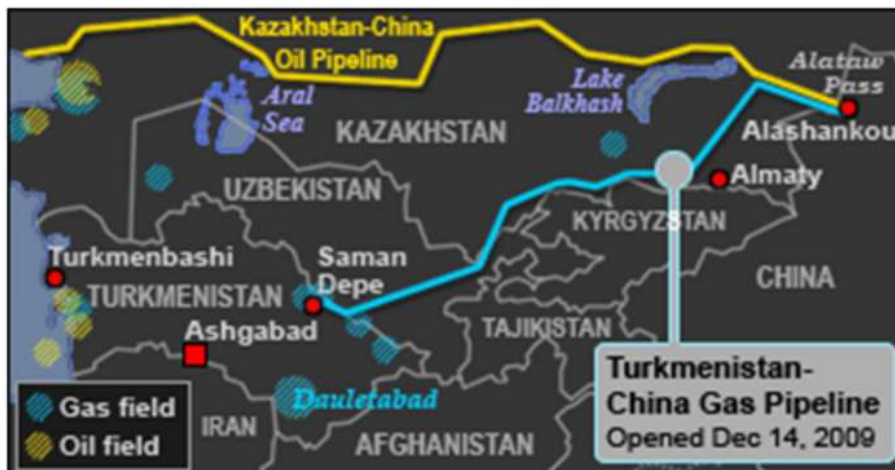 Kazakhstan-China
Oil Pipeline
Alataw
Pass
Lake
Balkhash
Aral
Sea
KAZAKHSTAN
Alashankou
Almaty
UZBEKISTAN
KYRGYZSTAN
Turkmenbashi
Saman
Depe
CHINA
TURKMENISTAN
TAJIKISTAN
Ashgabad
Turkmenistan-
China Gas Pipeline
Opened Dec 14, 2009
Dauletabad
Gas field
Oil field
IRAN
AFGHANISTAN